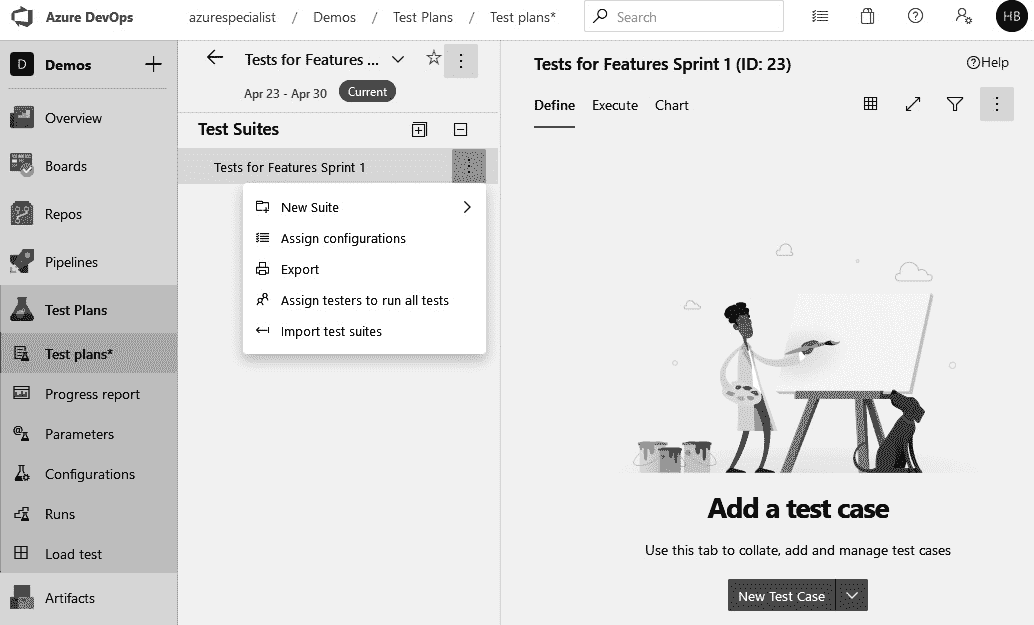 Azure DevOps
azurespecialist / Demos / Test Plans / Test plans*
Search
HB
D Demos
Overview
Boards
Repos
Pipelines
Test Plans
Test plans*
Progress report
Parameters
Configurations
Runs
Load test
Artifacts
Tests for Features ...
Apr 23 - Apr 30 Current
Test Suites
Tests for Features Sprint 1
New Suite
Assign configurations
Export
Assign testers to run all tests
Import test suites
Tests for Features Sprint 1 (ID: 23)
Help
Define Execute Chart
Add a test case
Use this tab to collate, add and manage test cases
New Test Case